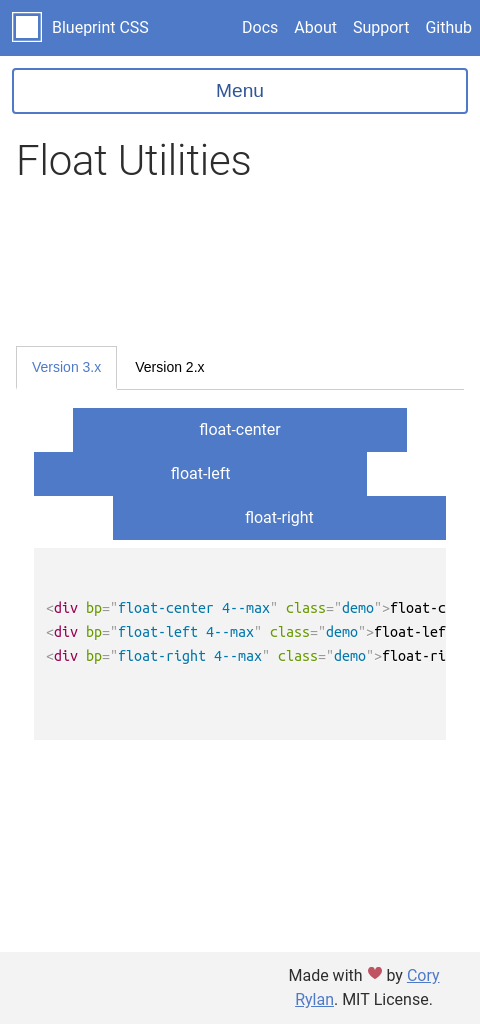 Blueprint CSS Docs About Support Github
Menu
Float Utilities
Version 3.x Version 2.x
float-center
float-left
float-right
<div bp="float-center 4--max" class="demo">float-c
<div bp="float-left 4--max" class="demo">float-lef
<div bp="float-right 4--max" class="demo">float-ri
Made with by Cory
Rylan. MIT License.